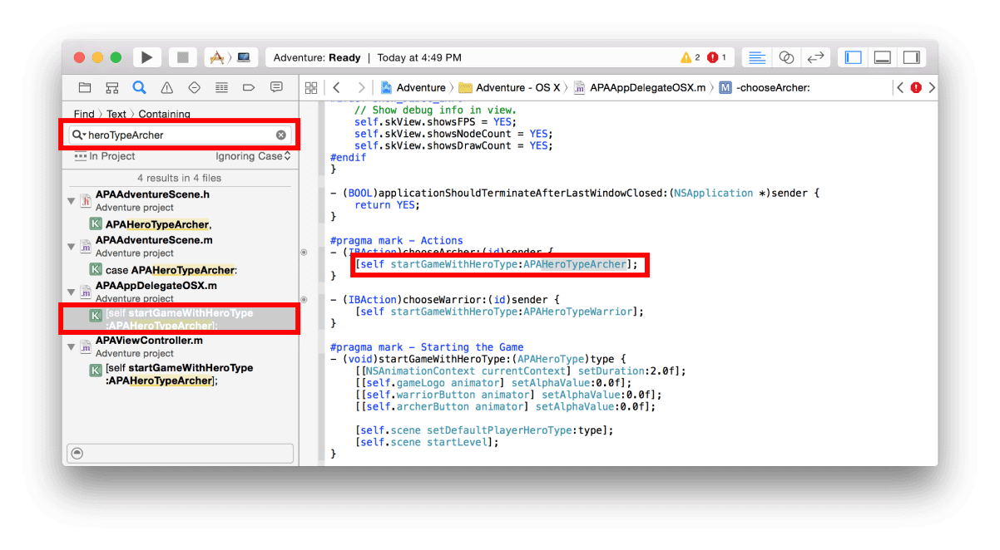 Adventure: Ready | Today at 4:49 PM
2
1
Adventure 〉 Adventure - OS X 〉 APAAppDelegateOSX.m 〉 M -chooseArcher:
Find 〉 Text 〉 Containing
heroTypeArcher
In Project
Ignoring Case
4 results in 4 files
APAAdventureScene.h
Adventure project
K APAHeroTypeArcher,
APAAdventureScene.m
Adventure project
K case APAHeroTypeArcher:
APAAppDelegateOSX.m
Adventure project
K [self startGameWithHeroType
:APAHeroTypeArcher];
APAViewController.m
Adventure project
K [self startGameWithHeroType
:APAHeroTypeArcher];
// Show debug info in view.
self.skView.showsFPS = YES;
self.skView.showsNodeCount = YES;
self.skView.showsDrawCount = YES;
#endif
}
- (BOOL)applicationShouldTerminateAfterLastWindowClosed:(NSApplication *)sender {
return YES;
}
#pragma mark - Actions
- (IBAction)chooseArcher:(id)sender {
[self startGameWithHeroType:APAHeroTypeArcher];
}
- (IBAction)chooseWarrior:(id)sender {
[self startGameWithHeroType:APAHeroTypeWarrior];
}
#pragma mark - Starting the Game
- (void)startGameWithHeroType:(APAHeroType)type {
[[NSAnimationContext currentContext] setDuration:2.0f];
[[self.gameLogo animator] setAlphaValue:0.0f];
[[self.warriorButton animator] setAlphaValue:0.0f];
[[self.archerButton animator] setAlphaValue:0.0f];
[self.scene setDefaultPlayerHeroType:type];
[self.scene startLevel];
}